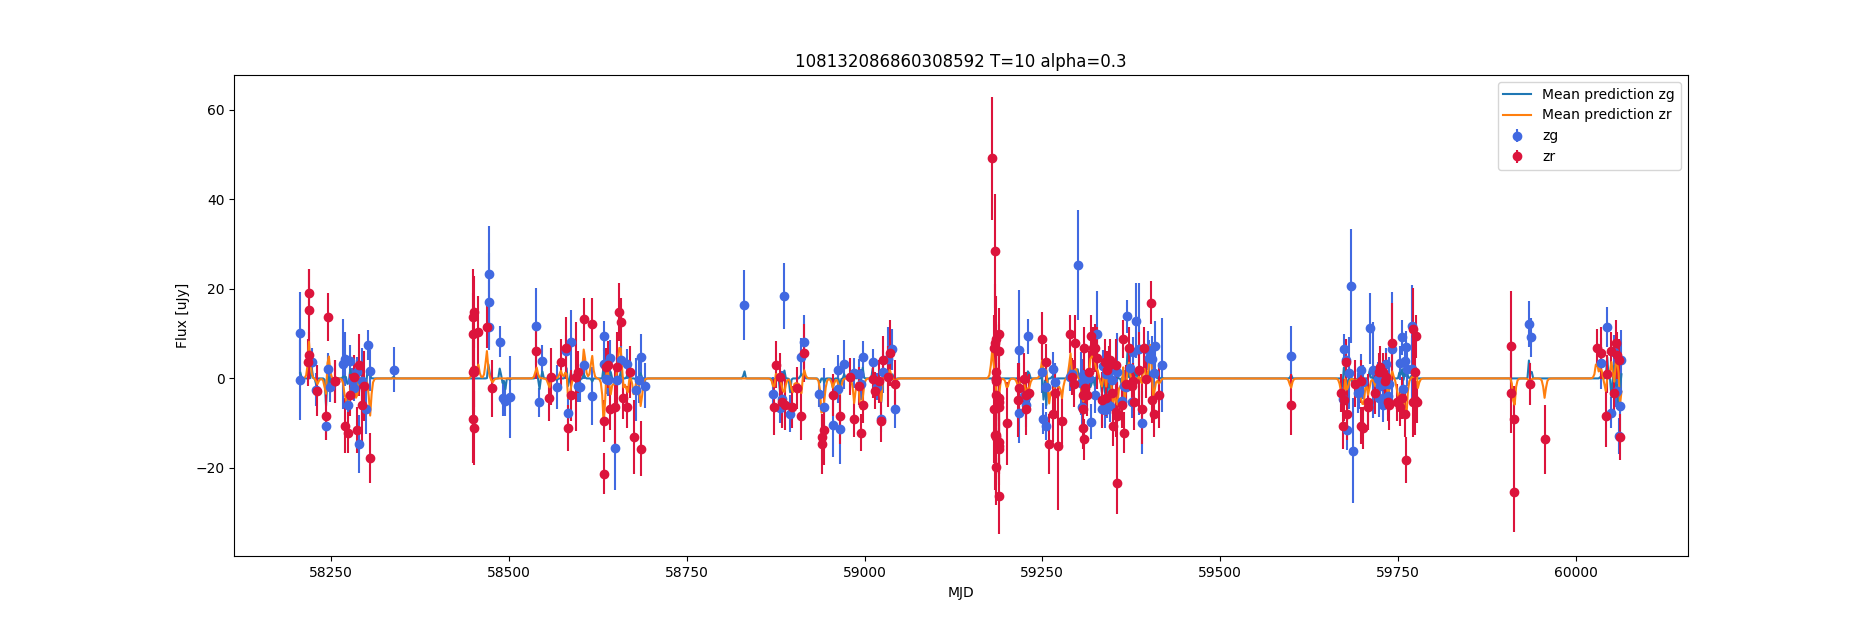 108132086860308592 T=10 alpha=0.3
Mean prediction zg
Mean prediction zr
zg
zr
Flux [uJy]
60
40
20
0
−20
58250 58500 58750 59000 59250 59500 59750 60000
MJD